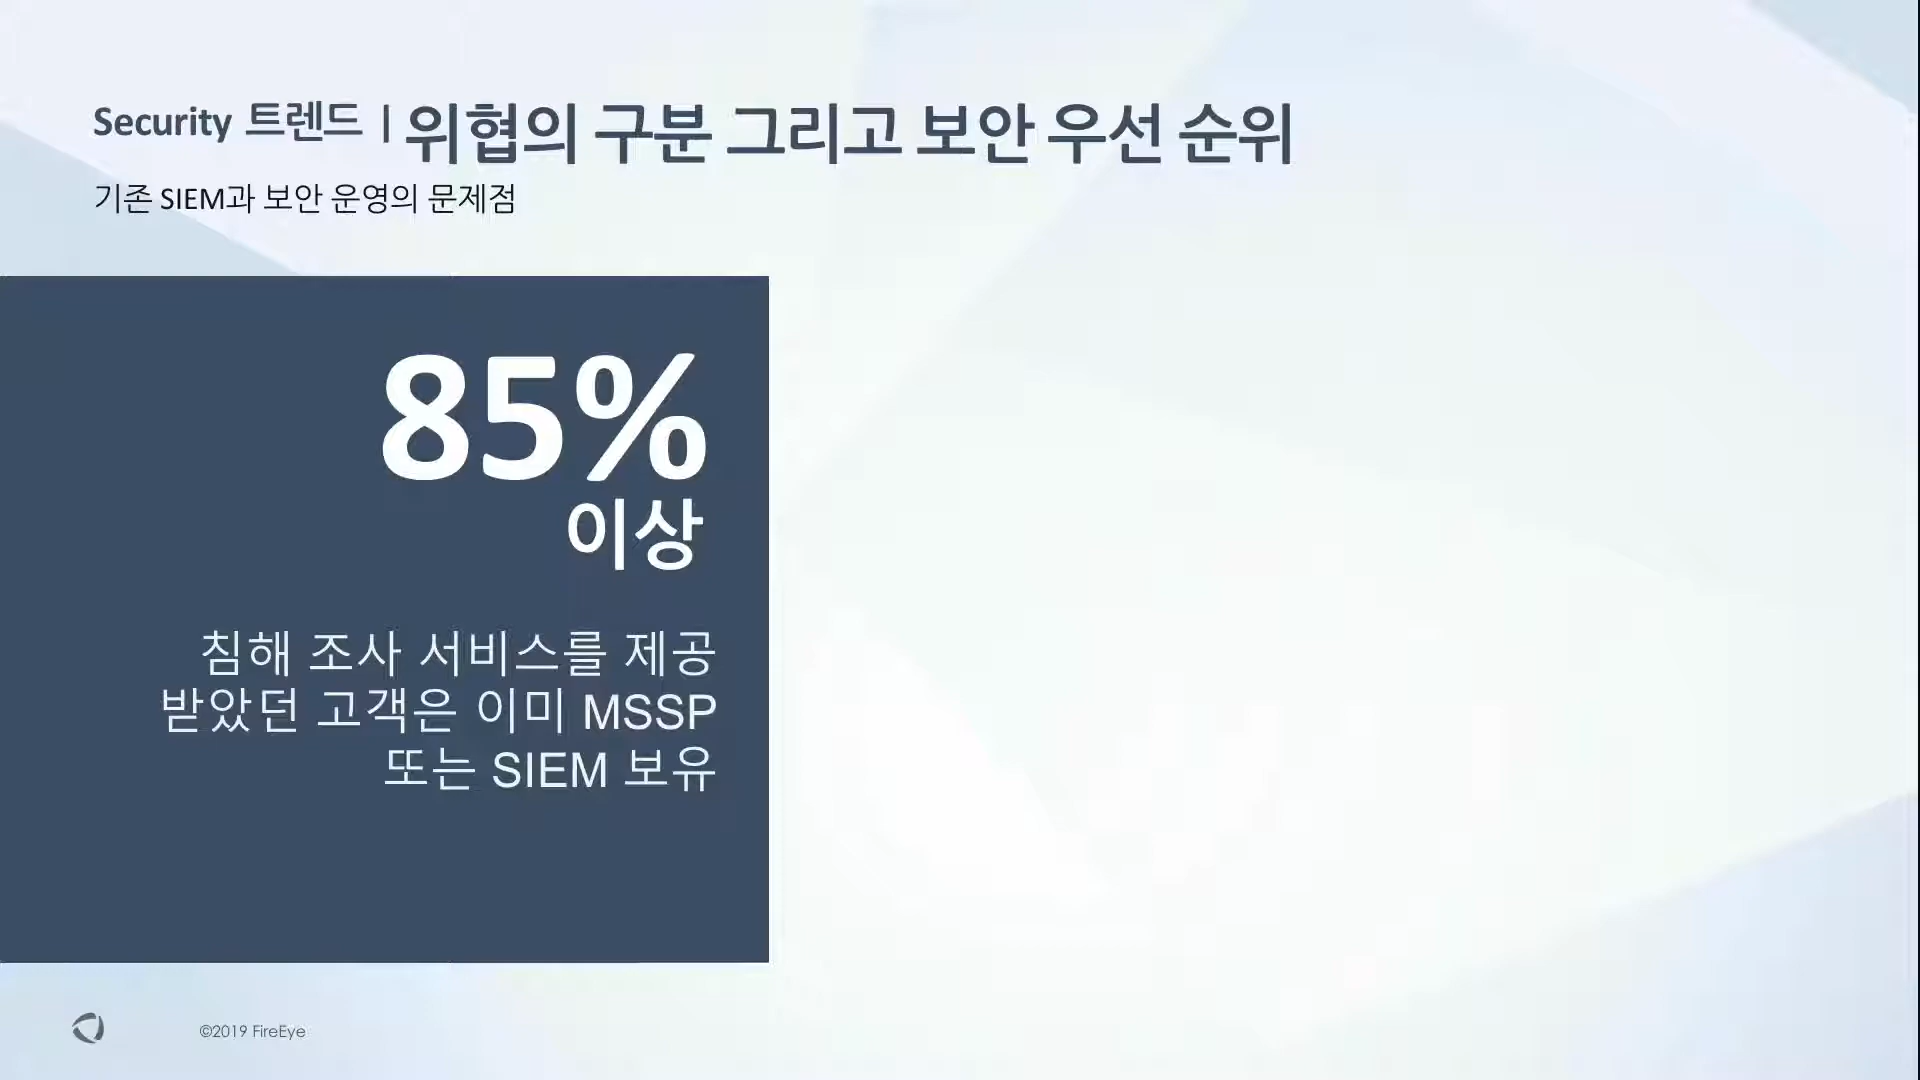 Security 트렌드 | 위협의 구분 그리고 보안 우선 순위
기존 SIEM과 보안 운영의 문제점
85%
이상
침해 조사 서비스를 제공
받았던 고객은 이미 MSSP
또는 SIEM 보유
©2019 FireEye